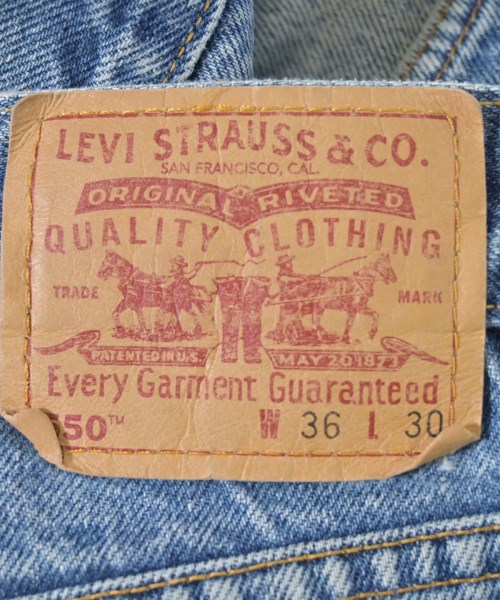 LEVI STRAUSS & CO.
SAN FRANCISCO, CAL.
ORIGINAL RIVETED
QUALITY CLOTHING
TRADE MARK
PATENTED IN U.S. MAY 20 1873
Every Garment Guaranteed
550™ W 36 L 30